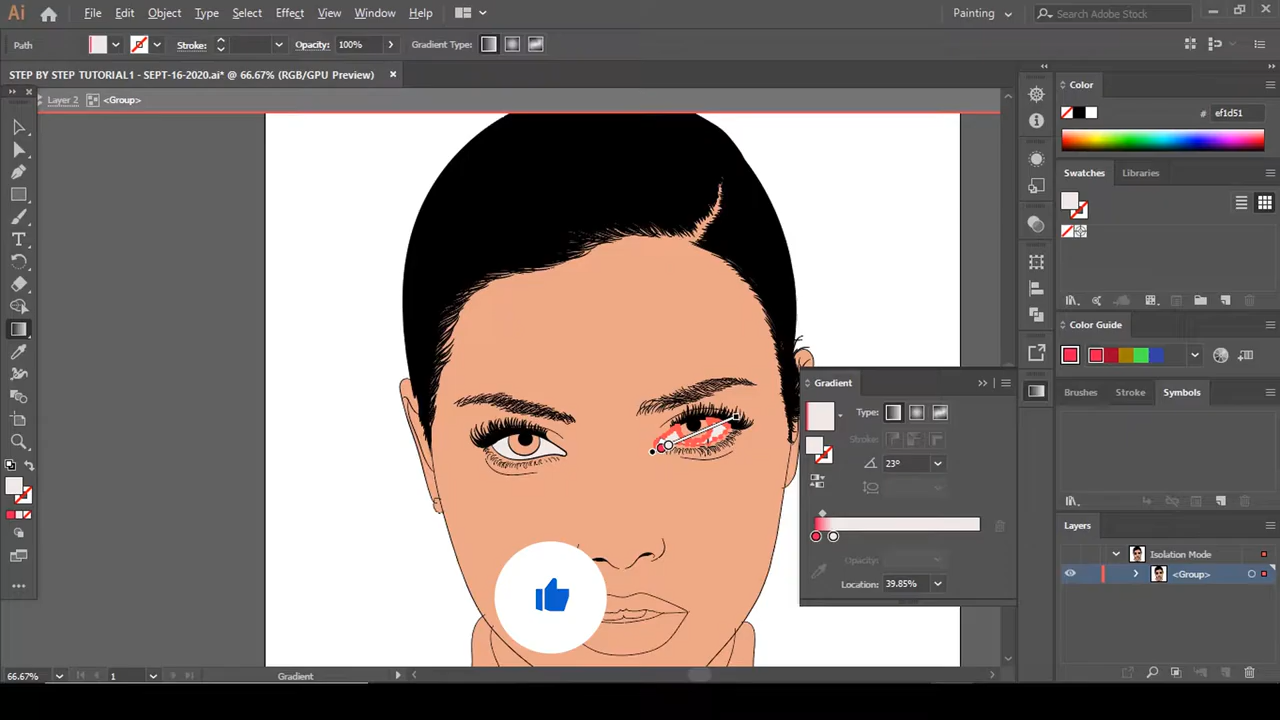 Ai File Edit Object Type Select Effect View Window Help Painting Search Adobe Stock
Path Stroke: Opacity: 100% Gradient Type:
STEP BY STEP TUTORIAL1 - SEPT-16-2020.ai* @ 66.67% (RGB/GPU Preview)
Layer 2 <Group>
Color
# ef1d51
Swatches Libraries
Color Guide
Brushes Stroke Symbols
Gradient
Type:
Stroke:
23°
Opacity:
Location: 39.85%
Layers
Isolation Mode
<Group>
66.67% 1 Gradient